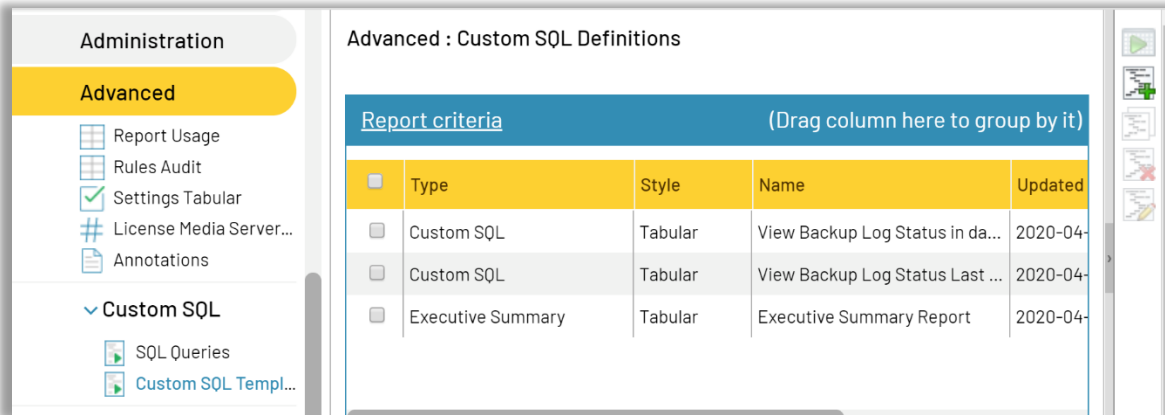 Administration
Advanced
Report Usage
Rules Audit
Settings Tabular
License Media Server...
Annotations
Custom SQL
SQL Queries
Custom SQL Templ...
Advanced : Custom SQL Definitions
Report criteria (Drag column here to group by it)
Type Style Name Updated
Custom SQL Tabular View Backup Log Status in da... 2020-04-
Custom SQL Tabular View Backup Log Status Last ... 2020-04-
Executive Summary Tabular Executive Summary Report 2020-04-